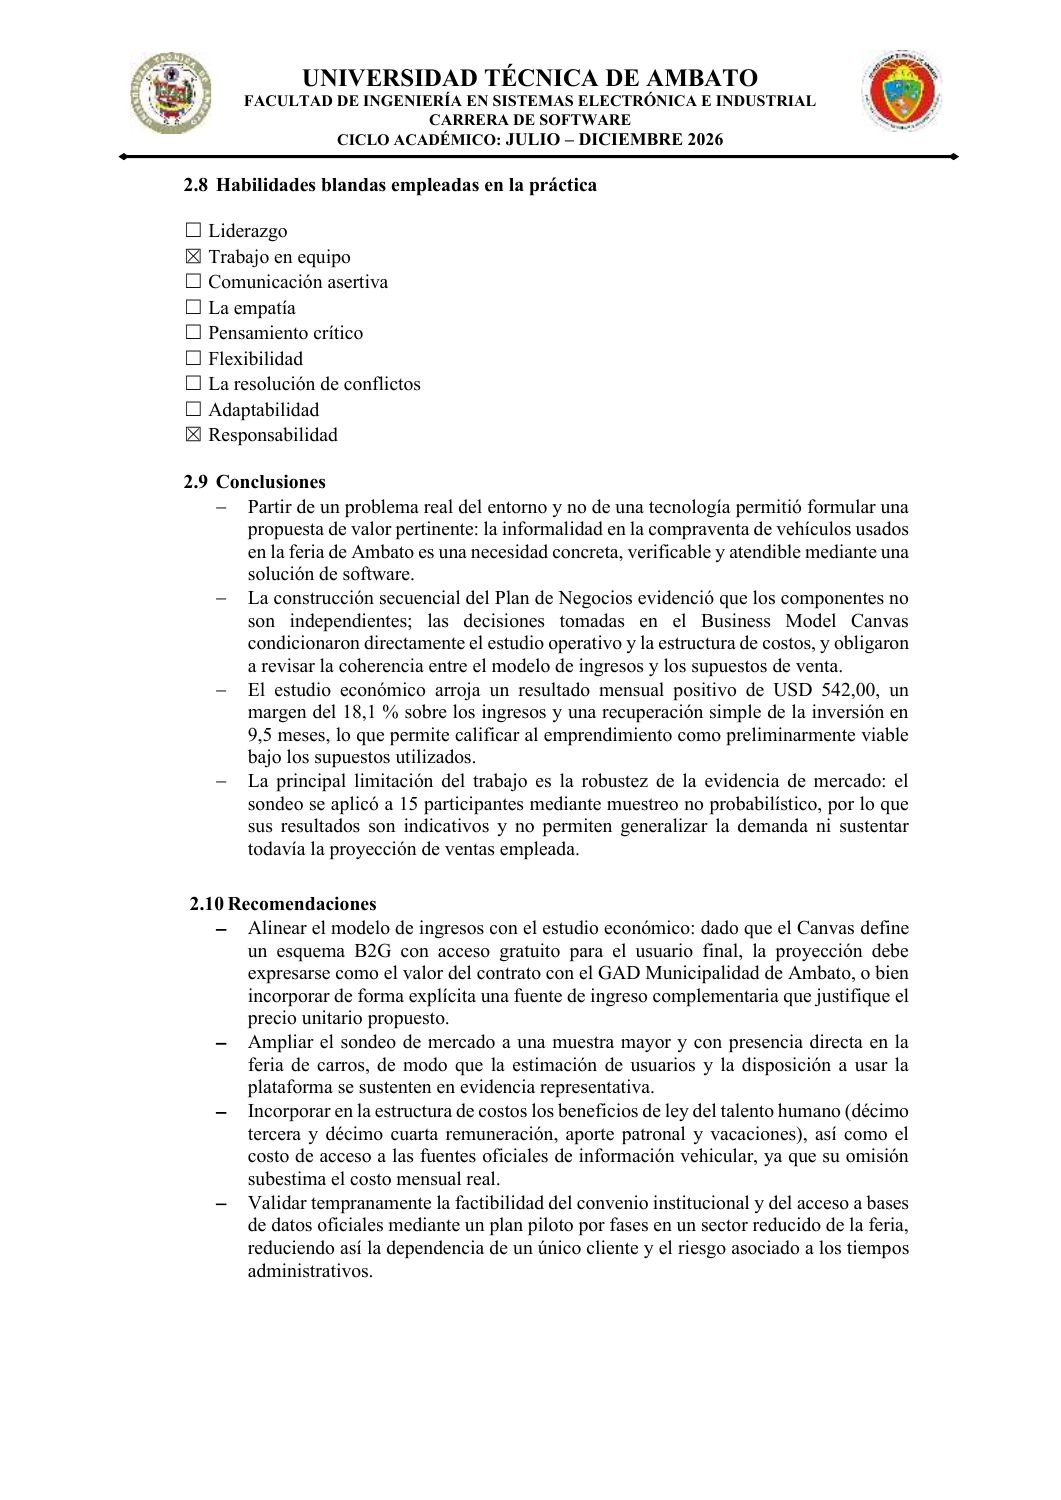 UNIVERSIDAD TÉCNICA DE AMBATO
FACULTAD DE INGENIERÍA EN SISTEMAS ELECTRÓNICA E INDUSTRIAL
CARRERA DE SOFTWARE
CICLO ACADÉMICO: JULIO – DICIEMBRE 2026
2.8 Habilidades blandas empleadas en la práctica
☐ Liderazgo
☒ Trabajo en equipo
☐ Comunicación asertiva
☐ La empatía
☐ Pensamiento crítico
☐ Flexibilidad
☐ La resolución de conflictos
☐ Adaptabilidad
☒ Responsabilidad
2.9 Conclusiones
– Partir de un problema real del entorno y no de una tecnología permitió formular una
propuesta de valor pertinente: la informalidad en la compraventa de vehículos usados
en la feria de Ambato es una necesidad concreta, verificable y atendible mediante una
solución de software.
– La construcción secuencial del Plan de Negocios evidenció que los componentes no
son independientes; las decisiones tomadas en el Business Model Canvas
condicionaron directamente el estudio operativo y la estructura de costos, y obligaron
a revisar la coherencia entre el modelo de ingresos y los supuestos de venta.
– El estudio económico arroja un resultado mensual positivo de USD 542,00, un
margen del 18,1 % sobre los ingresos y una recuperación simple de la inversión en
9,5 meses, lo que permite calificar al emprendimiento como preliminarmente viable
bajo los supuestos utilizados.
– La principal limitación del trabajo es la robustez de la evidencia de mercado: el
sondeo se aplicó a 15 participantes mediante muestreo no probabilístico, por lo que
sus resultados son indicativos y no permiten generalizar la demanda ni sustentar
todavía la proyección de ventas empleada.
2.10 Recomendaciones
– Alinear el modelo de ingresos con el estudio económico: dado que el Canvas define
un esquema B2G con acceso gratuito para el usuario final, la proyección debe
expresarse como el valor del contrato con el GAD Municipalidad de Ambato, o bien
incorporar de forma explícita una fuente de ingreso complementaria que justifique el
precio unitario propuesto.
– Ampliar el sondeo de mercado a una muestra mayor y con presencia directa en la
feria de carros, de modo que la estimación de usuarios y la disposición a usar la
plataforma se sustenten en evidencia representativa.
– Incorporar en la estructura de costos los beneficios de ley del talento humano (décimo
tercera y décimo cuarta remuneración, aporte patronal y vacaciones), así como el
costo de acceso a las fuentes oficiales de información vehicular, ya que su omisión
subestima el costo mensual real.
– Validar tempranamente la factibilidad del convenio institucional y del acceso a bases
de datos oficiales mediante un plan piloto por fases en un sector reducido de la feria,
reduciendo así la dependencia de un único cliente y el riesgo asociado a los tiempos
administrativos.